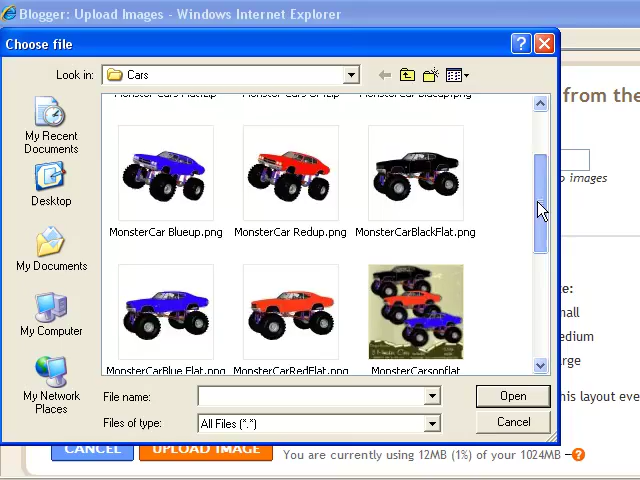 Blogger: Upload Images - Windows Internet Explorer
Choose file
Look in: Cars
My Recent Documents
Desktop
My Documents
My Computer
My Network Places
MonsterCar Blueup.png MonsterCar Redup.png MonsterCarBlackFlat.png
MonsterCarBlue Flat.png MonsterCarRedFlat.png MonsterCarsonflat
File name: Open
Files of type: All Files (*.*) Cancel
from the
images
e:
edium
his layout eve
CANCEL UPLOAD IMAGE You are currently using 12MB (1%) of your 1024MB – ?